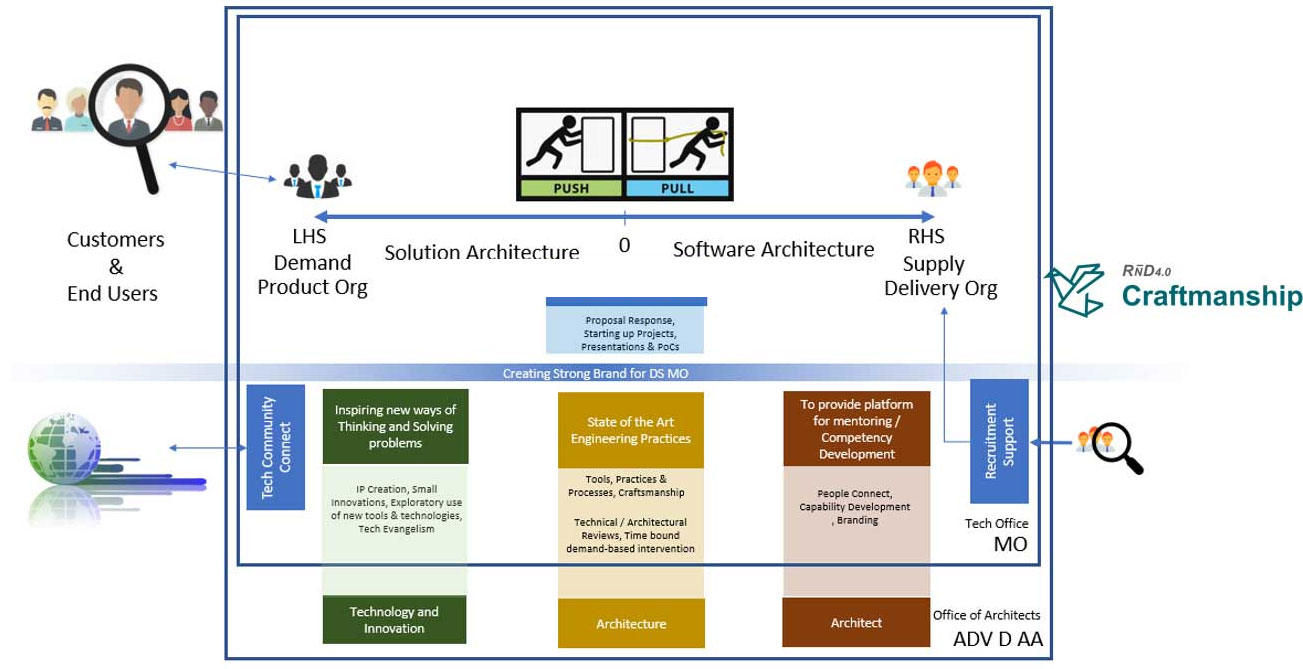 PUSH
PULL
Customers
&
End Users
LHS
Demand
Product Org
Solution Architecture
0
Software Architecture
RHS
Supply
Delivery Org
RÑD4.0
Craftmanship
Proposal Response,
Starting up Projects,
Presentations & PoCs
Creating Strong Brand for DS MO
Tech Community
Connect
Inspiring new ways of
Thinking and Solving
problems
IP Creation, Small
Innovations, Exploratory use
of new tools & technologies,
Tech Evangelism
Technology and
Innovation
State of the Art
Engineering Practices
Tools, Practices &
Processes, Craftsmanship
Technical / Architectural
Reviews, Time bound
demand-based intervention
Architecture
To provide platform
for mentoring /
Competency
Development
People Connect,
Capability Development
, Branding
Architect
Recruitment
Support
Tech Office
MO
Office of Architects
ADV D AA